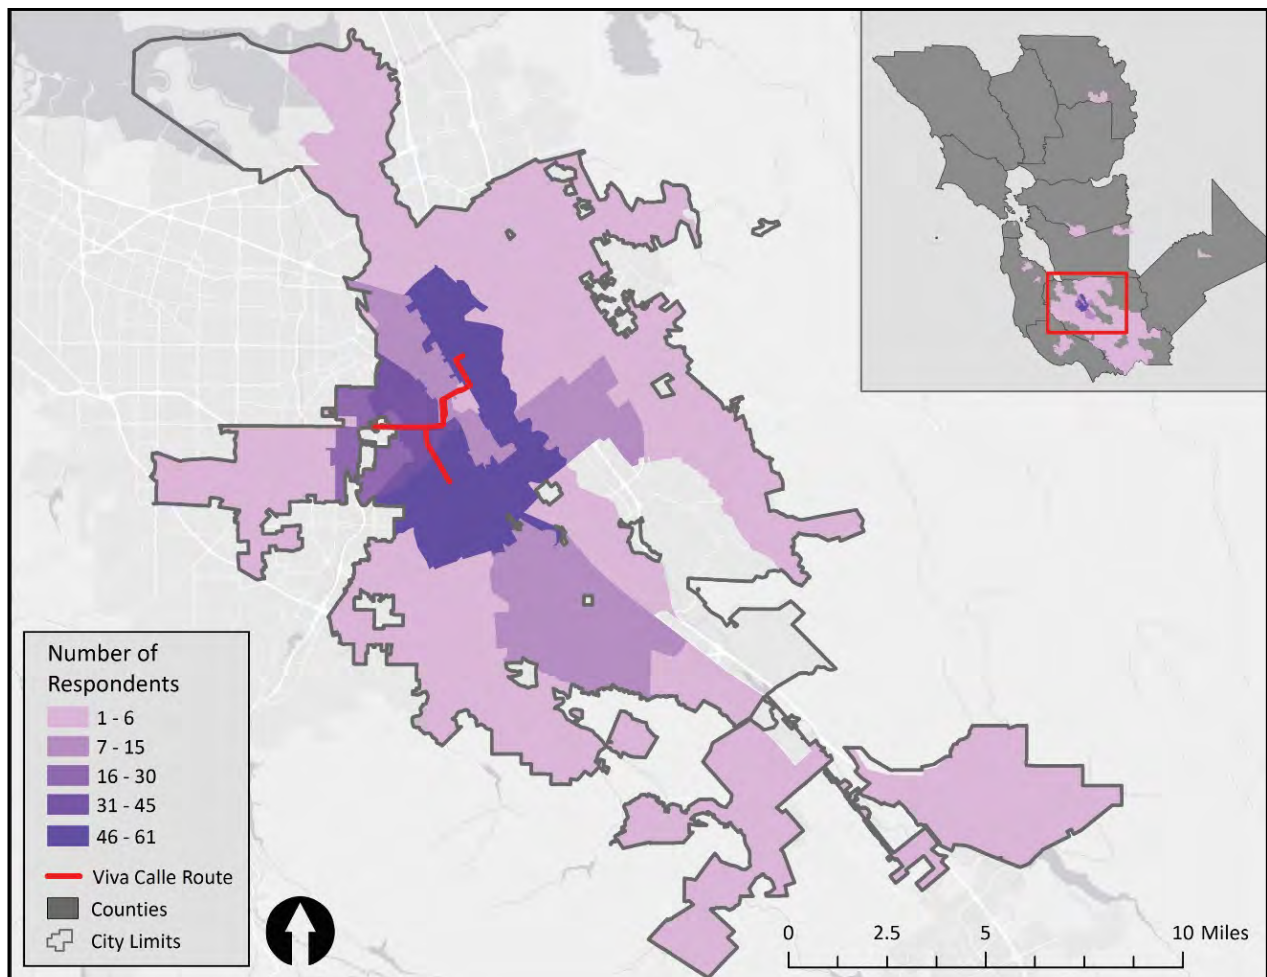 Number of
Respondents
1 - 6
7 - 15
16 - 30
31 - 45
46 - 61
Viva Calle Route
Counties
City Limits
0 2.5 5 10 Miles